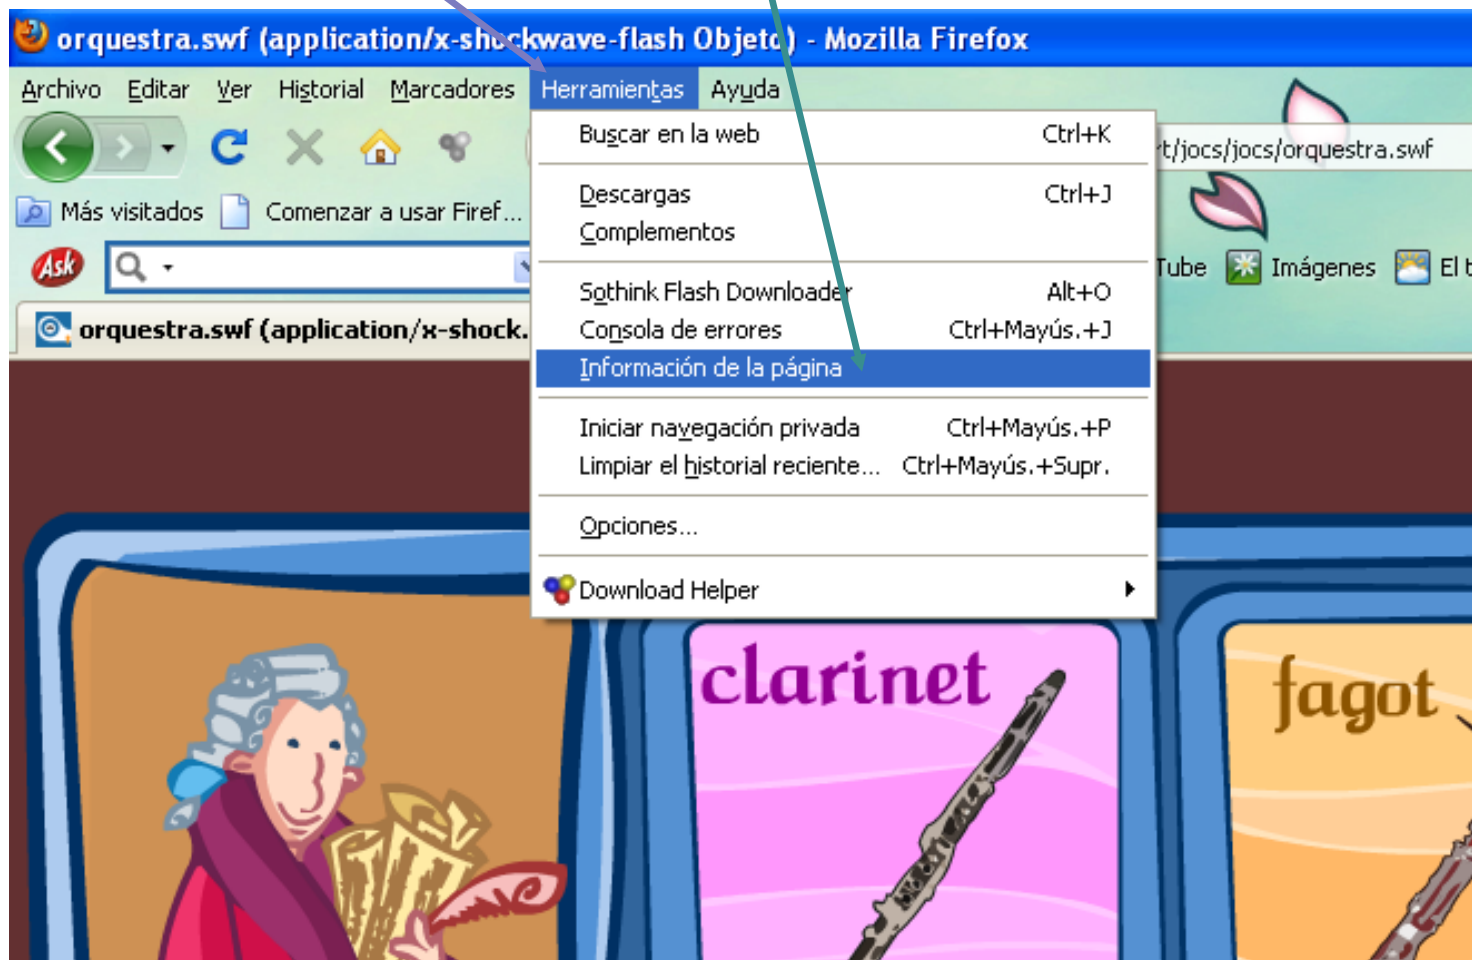 orquestra.swf (application/x-shockwave-flash Objeto) - Mozilla Firefox
Archivo Editar Ver Historial Marcadores Herramientas Ayuda
Buscar en la web Ctrl+K
t/jocs/jocs/orquestra.swf
Descargas Ctrl+J
Más visitados Comenzar a usar Firef...
Complementos
Ask
Tube Imágenes El t
Sothink Flash Downloader Alt+O
orquestra.swf (application/x-shock...
Consola de errores Ctrl+Mayús.+J
Información de la página
Iniciar navegación privada Ctrl+Mayús.+P
Limpiar el historial reciente... Ctrl+Mayús.+Supr.
Opciones...
Download Helper
clarinet
fagot